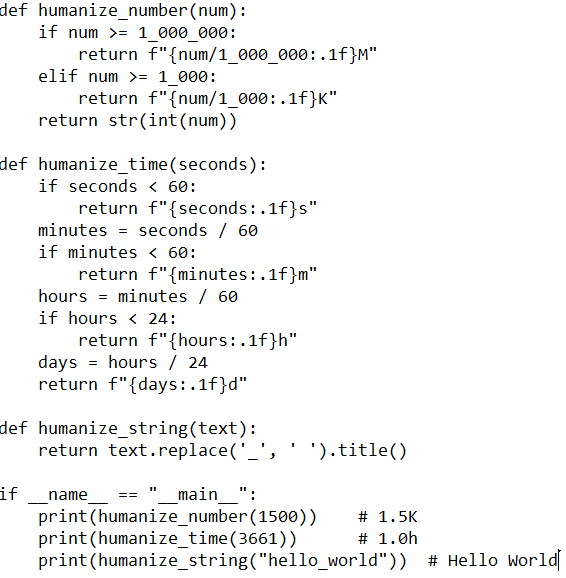 def humanize_number(num):
    if num >= 1_000_000:
        return f"{num/1_000_000:.1f}M"
    elif num >= 1_000:
        return f"{num/1_000:.1f}K"
    return str(int(num))

def humanize_time(seconds):
    if seconds < 60:
        return f"{seconds:.1f}s"
    minutes = seconds / 60
    if minutes < 60:
        return f"{minutes:.1f}m"
    hours = minutes / 60
    if hours < 24:
        return f"{hours:.1f}h"
    days = hours / 24
    return f"{days:.1f}d"

def humanize_string(text):
    return text.replace('_', ' ').title()

if __name__ == "__main__":
    print(humanize_number(1500))    # 1.5K
    print(humanize_time(3661))      # 1.0h
    print(humanize_string("hello_world"))  # Hello World